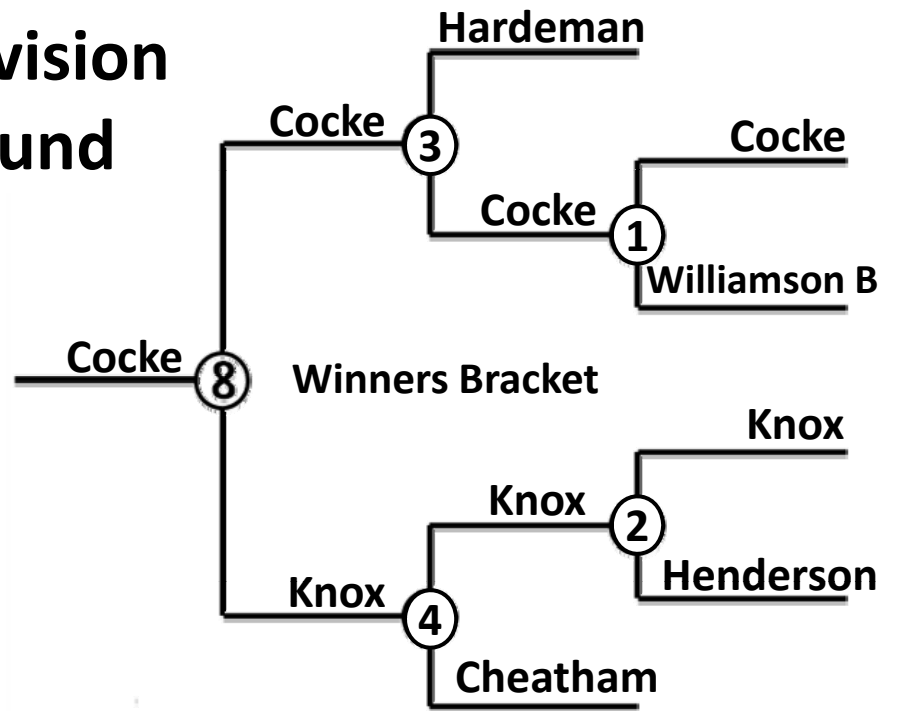 vision
und
Hardeman
Cocke
3
Cocke
Cocke
1
Williamson B
Cocke
8
Winners Bracket
Knox
Knox
2
Henderson
Knox
4
Cheatham